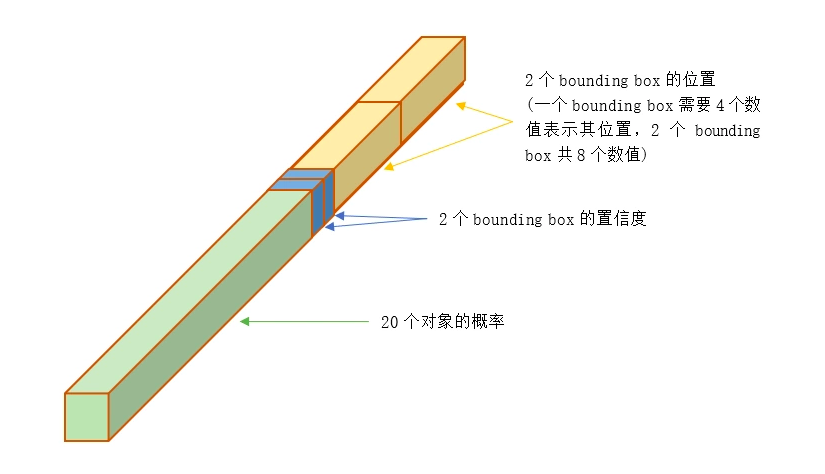 2 个 bounding box 的位置
(一个 bounding box 需要 4 个数
值表示其位置，2 个 bounding
box 共 8 个数值)
2 个 bounding box 的置信度
20 个对象的概率